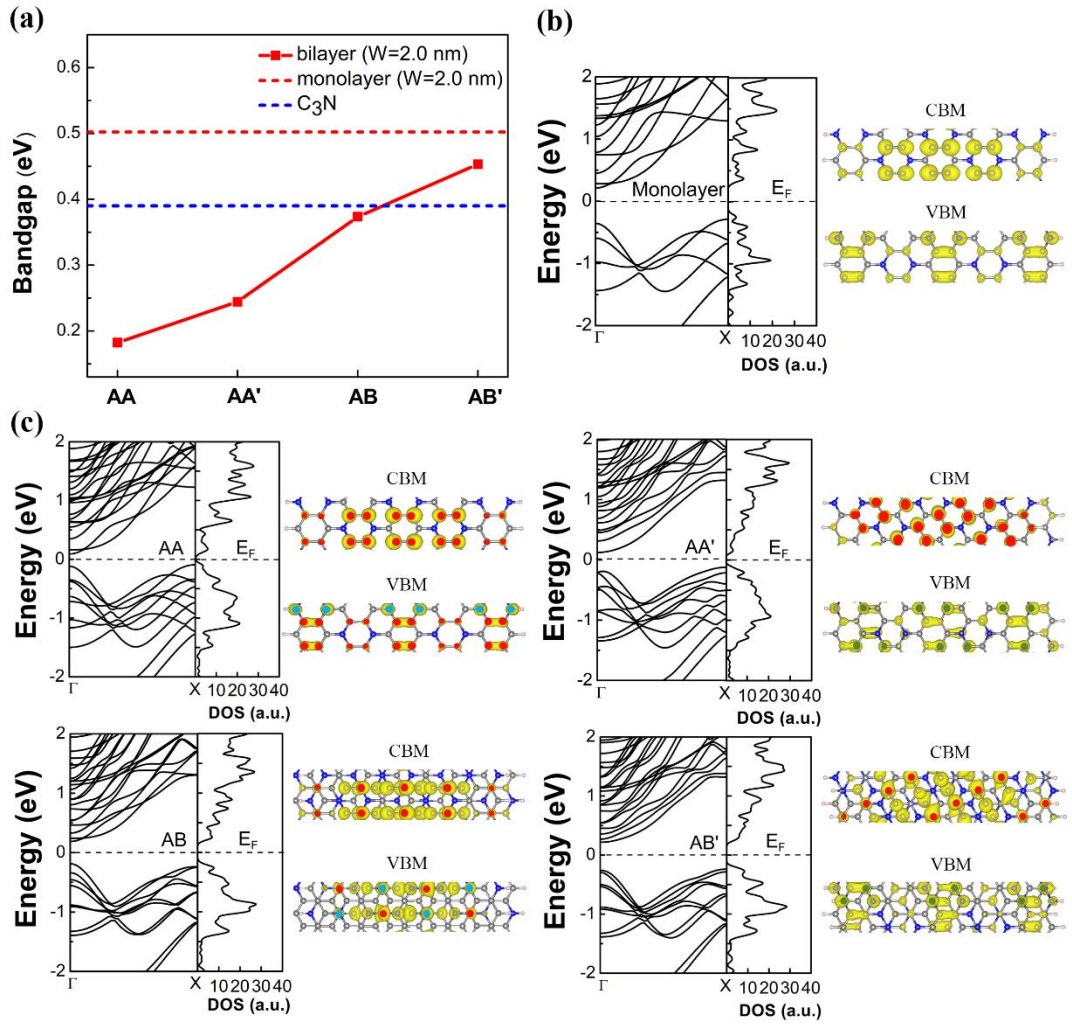 (a)
0.6
0.5
0.4
0.3
0.2
Bandgap (eV)
bilayer (W=2.0 nm)
monolayer (W=2.0 nm)
C₃N
AA
AA'
AB
AB'
(b)
2
1
0
-1
-2
Energy (eV)
Monolayer
E_F
Γ
X
10 20 30 40
DOS (a.u.)
CBM
VBM
(c)
2
1
0
-1
-2
Energy (eV)
AA
E_F
Γ
X
10 20 30 40
DOS (a.u.)
CBM
VBM
2
1
0
-1
-2
Energy (eV)
AA'
E_F
Γ
X
10 20 30 40
DOS (a.u.)
CBM
VBM
2
1
0
-1
-2
Energy (eV)
AB
E_F
Γ
X
10 20 30 40
DOS (a.u.)
CBM
VBM
2
1
0
-1
-2
Energy (eV)
AB'
E_F
Γ
X
10 20 30 40
DOS (a.u.)
CBM
VBM